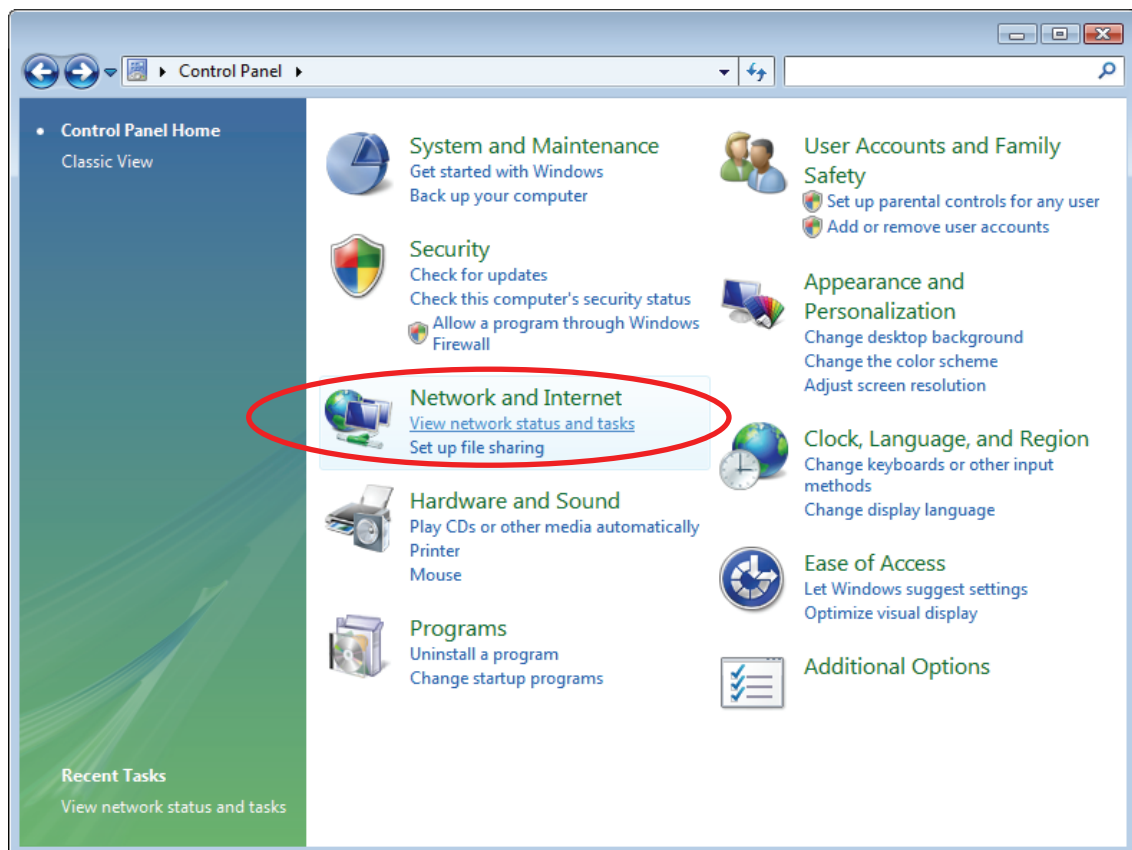 Control Panel
Control Panel Home
Classic View
System and Maintenance
Get started with Windows
Back up your computer
Security
Check for updates
Check this computer's security status
Allow a program through Windows
Firewall
Network and Internet
View network status and tasks
Set up file sharing
Hardware and Sound
Play CDs or other media automatically
Printer
Mouse
Programs
Uninstall a program
Change startup programs
User Accounts and Family
Safety
Set up parental controls for any user
Add or remove user accounts
Appearance and
Personalization
Change desktop background
Change the color scheme
Adjust screen resolution
Clock, Language, and Region
Change keyboards or other input
methods
Change display language
Ease of Access
Let Windows suggest settings
Optimize visual display
Additional Options
Recent Tasks
View network status and tasks